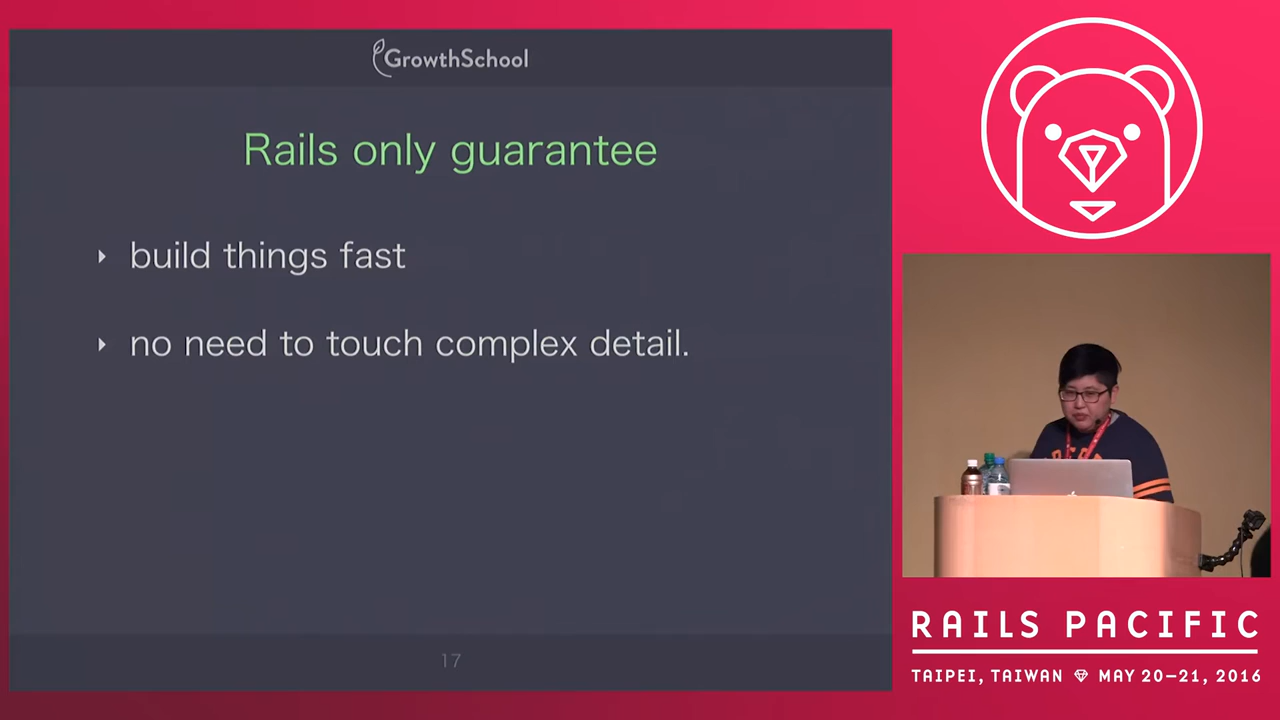 GrowthSchool
Rails only guarantee
build things fast
no need to touch complex detail.
17
RAILS PACIFIC
TAIPEI, TAIWAN MAY 20–21, 2016